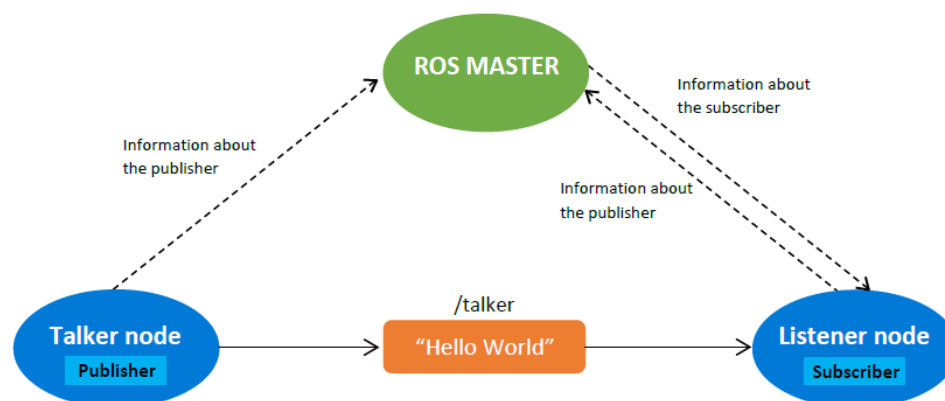 ROS MASTER
Information about
the subscriber
Information about
the publisher
Information about
the publisher
/talker
Talker node
Publisher
“Hello World”
Listener node
Subscriber